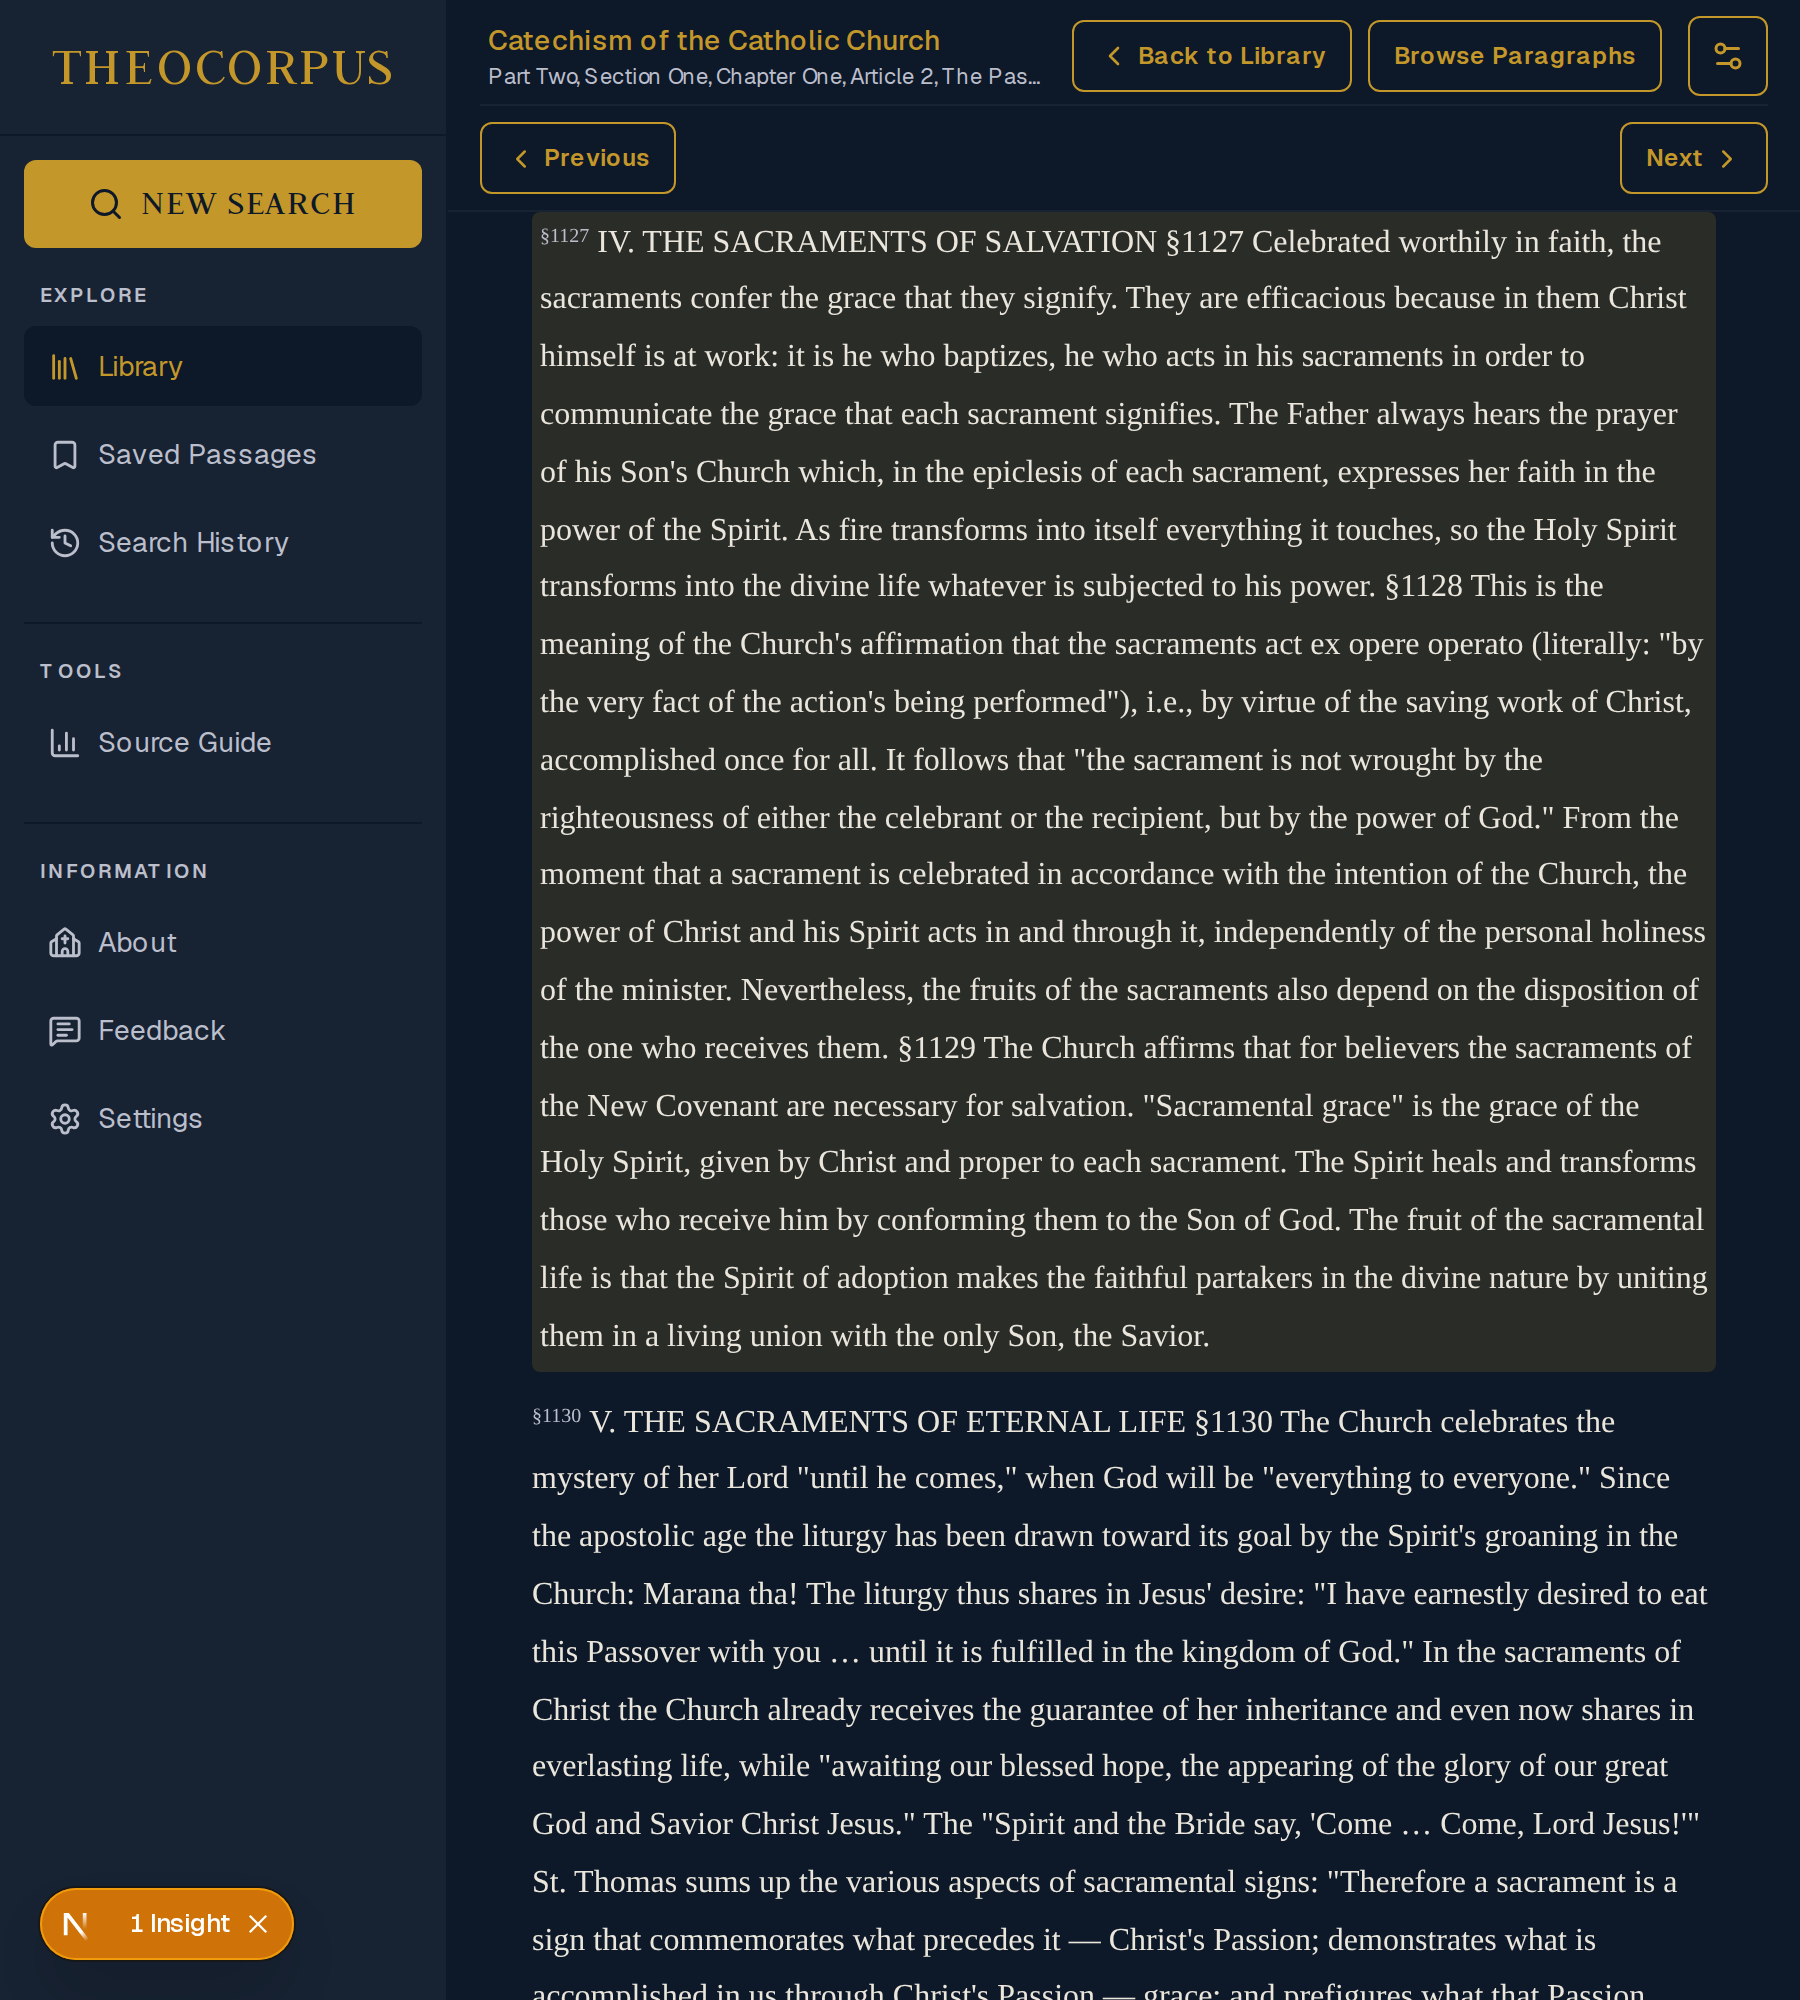 THEOCORPUS
NEW SEARCH
EXPLORE
Library
Saved Passages
Search History
TOOLS
Source Guide
INFORMATION
About
Feedback
Settings
1 Insight
Catechism of the Catholic Church
Part Two, Section One, Chapter One, Article 2, The Pas...
Back to Library
Browse Paragraphs
Previous
Next
§1127 IV. THE SACRAMENTS OF SALVATION §1127 Celebrated worthily in faith, the
sacraments confer the grace that they signify. They are efficacious because in them Christ
himself is at work: it is he who baptizes, he who acts in his sacraments in order to
communicate the grace that each sacrament signifies. The Father always hears the prayer
of his Son's Church which, in the epiclesis of each sacrament, expresses her faith in the
power of the Spirit. As fire transforms into itself everything it touches, so the Holy Spirit
transforms into the divine life whatever is subjected to his power. §1128 This is the
meaning of the Church's affirmation that the sacraments act ex opere operato (literally: "by
the very fact of the action's being performed"), i.e., by virtue of the saving work of Christ,
accomplished once for all. It follows that "the sacrament is not wrought by the
righteousness of either the celebrant or the recipient, but by the power of God." From the
moment that a sacrament is celebrated in accordance with the intention of the Church, the
power of Christ and his Spirit acts in and through it, independently of the personal holiness
of the minister. Nevertheless, the fruits of the sacraments also depend on the disposition of
the one who receives them. §1129 The Church affirms that for believers the sacraments of
the New Covenant are necessary for salvation. "Sacramental grace" is the grace of the
Holy Spirit, given by Christ and proper to each sacrament. The Spirit heals and transforms
those who receive him by conforming them to the Son of God. The fruit of the sacramental
life is that the Spirit of adoption makes the faithful partakers in the divine nature by uniting
them in a living union with the only Son, the Savior.
§1130 V. THE SACRAMENTS OF ETERNAL LIFE §1130 The Church celebrates the
mystery of her Lord "until he comes," when God will be "everything to everyone." Since
the apostolic age the liturgy has been drawn toward its goal by the Spirit's groaning in the
Church: Marana tha! The liturgy thus shares in Jesus' desire: "I have earnestly desired to eat
this Passover with you … until it is fulfilled in the kingdom of God." In the sacraments of
Christ the Church already receives the guarantee of her inheritance and even now shares in
everlasting life, while "awaiting our blessed hope, the appearing of the glory of our great
God and Savior Christ Jesus." The "Spirit and the Bride say, 'Come … Come, Lord Jesus!'"
St. Thomas sums up the various aspects of sacramental signs: "Therefore a sacrament is a
sign that commemorates what precedes it — Christ's Passion; demonstrates what is
accomplished in us through Christ's Passion — grace; and prefigures what that Passion